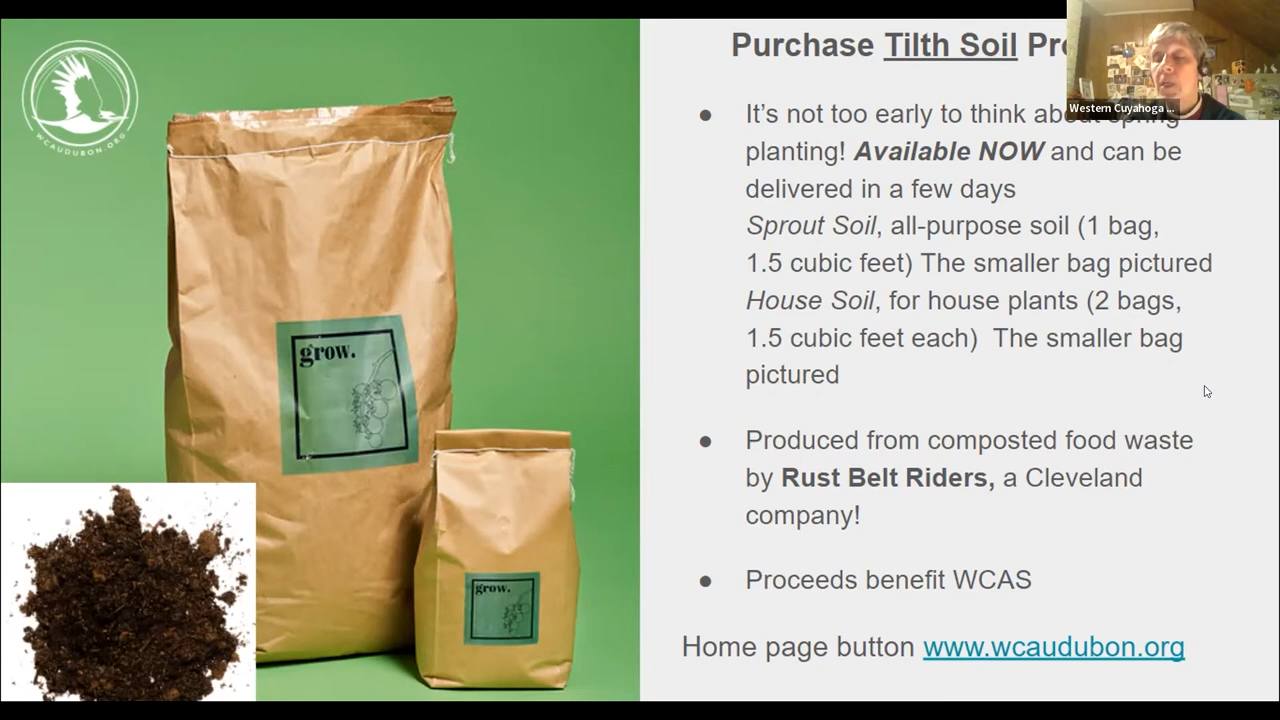 WCAUDUBON.ORG
grow.
grow.
Purchase Tilth Soil
Western Cuyahoga ...
● It's not too early to think about spring
planting! Available NOW and can be
delivered in a few days
Sprout Soil, all-purpose soil (1 bag,
1.5 cubic feet) The smaller bag pictured
House Soil, for house plants (2 bags,
1.5 cubic feet each) The smaller bag
pictured
● Produced from composted food waste
by Rust Belt Riders, a Cleveland
company!
● Proceeds benefit WCAS
Home page button www.wcaudubon.org